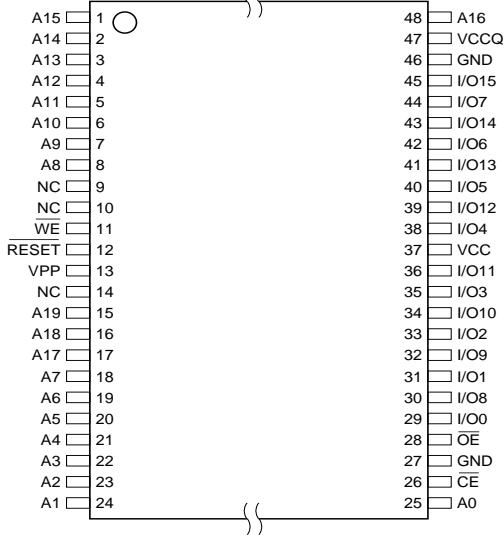 A15 1 48 A16
A14 2 47 VCCQ
A13 3 46 GND
A12 4 45 I/O15
A11 5 44 I/O7
A10 6 43 I/O14
A9 7 42 I/O6
A8 8 41 I/O13
NC 9 40 I/O5
NC 10 39 I/O12
W̅E̅ 11 38 I/O4
R̅E̅S̅E̅T̅ 12 37 VCC
VPP 13 36 I/O11
NC 14 35 I/O3
A19 15 34 I/O10
A18 16 33 I/O2
A17 17 32 I/O9
A7 18 31 I/O1
A6 19 30 I/O8
A5 20 29 I/O0
A4 21 28 O̅E̅
A3 22 27 GND
A2 23 26 C̅E̅
A1 24 25 A0